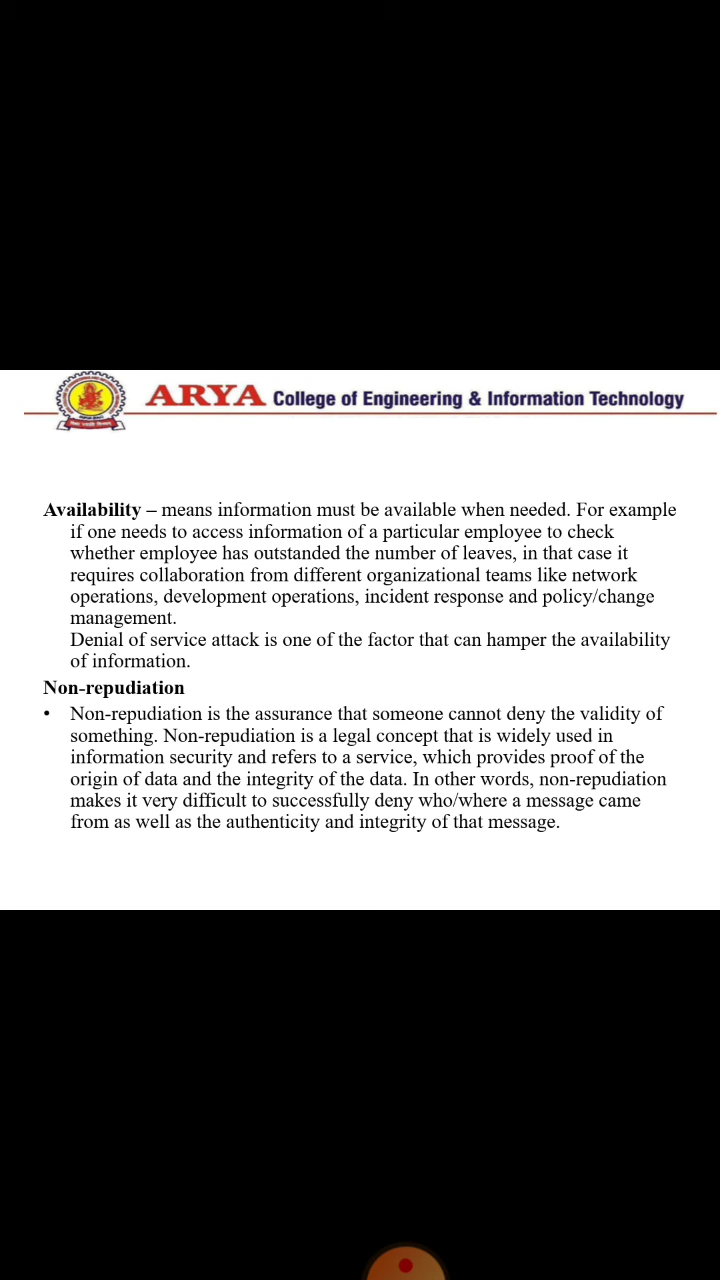 ARYA College of Engineering & Information Technology
Availability – means information must be available when needed. For example
if one needs to access information of a particular employee to check
whether employee has outstanded the number of leaves, in that case it
requires collaboration from different organizational teams like network
operations, development operations, incident response and policy/change
management.
Denial of service attack is one of the factor that can hamper the availability
of information.
Non-repudiation
• Non-repudiation is the assurance that someone cannot deny the validity of
something. Non-repudiation is a legal concept that is widely used in
information security and refers to a service, which provides proof of the
origin of data and the integrity of the data. In other words, non-repudiation
makes it very difficult to successfully deny who/where a message came
from as well as the authenticity and integrity of that message.